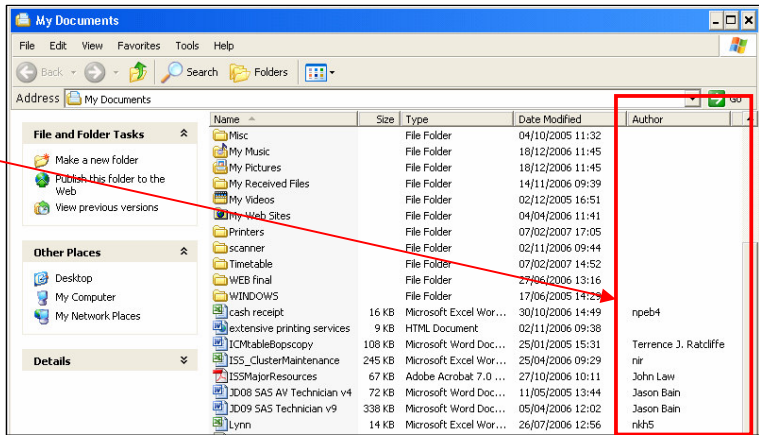 My Documents
File Edit View Favorites Tools Help
Back Search Folders
Address My Documents Go
Name Size Type Date Modified Author
File and Folder Tasks
Make a new folder
Publish this folder to the
Web
View previous versions
Other Places
Desktop
My Computer
My Network Places
Details
Misc File Folder 04/10/2005 11:32
My Music File Folder 18/12/2006 11:45
My Pictures File Folder 18/12/2006 11:45
My Received Files File Folder 14/11/2006 09:39
My Videos File Folder 02/12/2005 16:51
My Web Sites File Folder 04/04/2006 11:41
Printers File Folder 07/02/2007 17:05
scanner File Folder 02/11/2006 09:44
Timetable File Folder 07/02/2007 14:52
WEB final File Folder 27/06/2006 13:16
WINDOWS File Folder 17/06/2005 14:29
cash receipt 16 KB Microsoft Excel Wor... 30/10/2006 14:49 npeb4
extensive printing services 9 KB HTML Document 02/11/2006 09:38
ICMtableBopscopy 108 KB Microsoft Word Doc... 25/01/2005 15:31 Terrence J. Ratcliffe
ISS_ClusterMaintenance 245 KB Microsoft Excel Wor... 25/04/2006 09:29 nir
ISSMajorResources 67 KB Adobe Acrobat 7.0 ... 27/10/2006 10:11 John Law
JD08 SAS AV Technician v4 72 KB Microsoft Word Doc... 11/05/2005 13:44 Jason Bain
JD09 SAS Technician v9 338 KB Microsoft Word Doc... 05/04/2006 12:02 Jason Bain
Lynn 14 KB Microsoft Excel Wor... 26/07/2006 12:56 nkh5